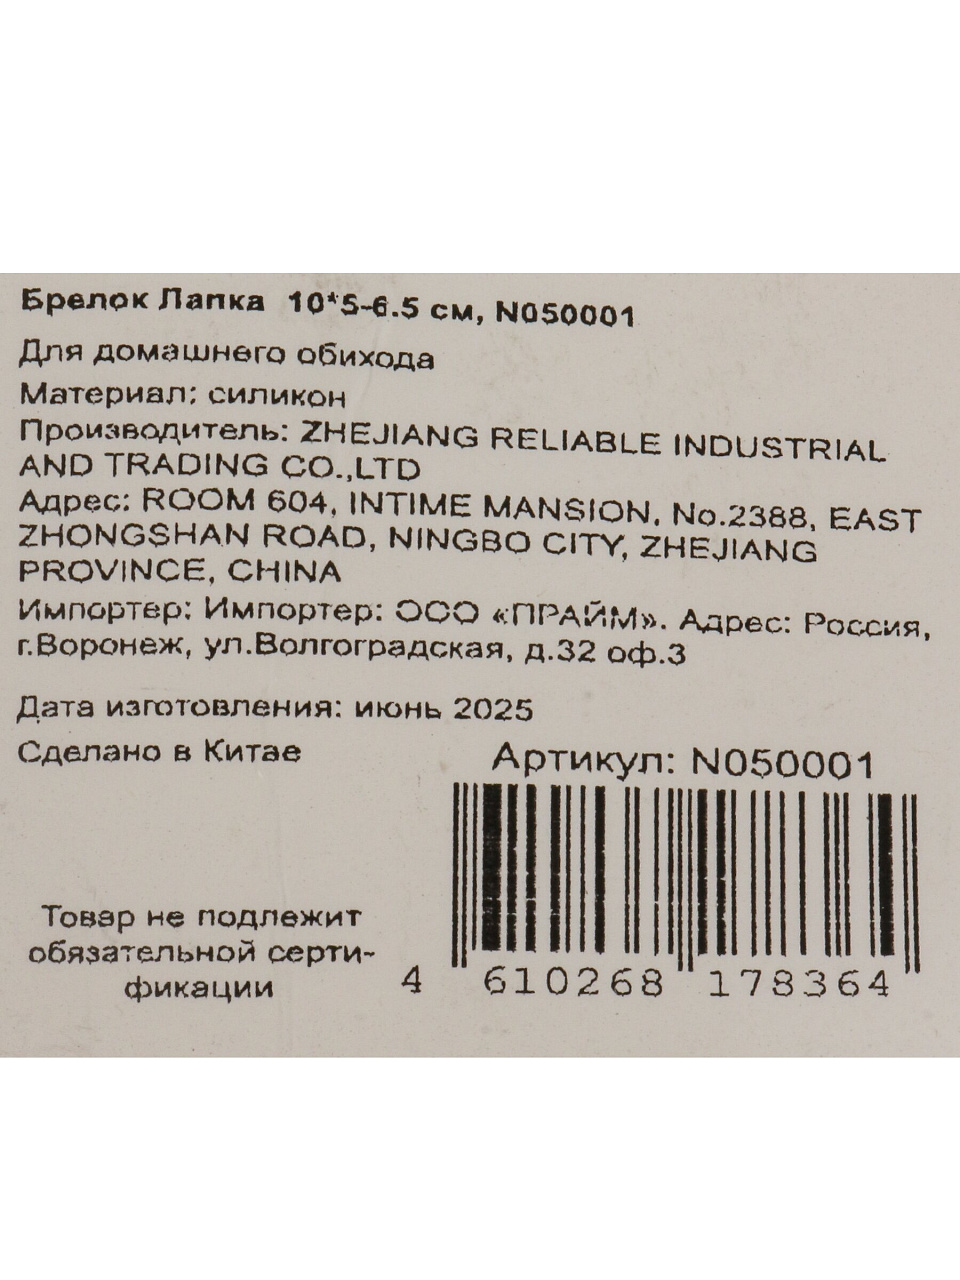 Брелок Лапка 10*5-6.5 см, N050001
Для домашнего обихода
Материал: силикон
Производитель: ZHEJIANG RELIABLE INDUSTRIAL
AND TRADING CO.,LTD
Адрес: ROOM 604, INTIME MANSION, No.2388, EAST
ZHONGSHAN ROAD, NINGBO CITY, ZHEJIANG
PROVINCE, CHINA
Импортер: Импортер: ООО «ПРАЙМ». Адрес: Россия,
г.Воронеж, ул.Волгоградская, д.32 оф.3
Дата изготовления: июнь 2025
Сделано в Китае
Артикул: N050001
Товар не подлежит
обязательной серти-
фикации
4 610268 178364